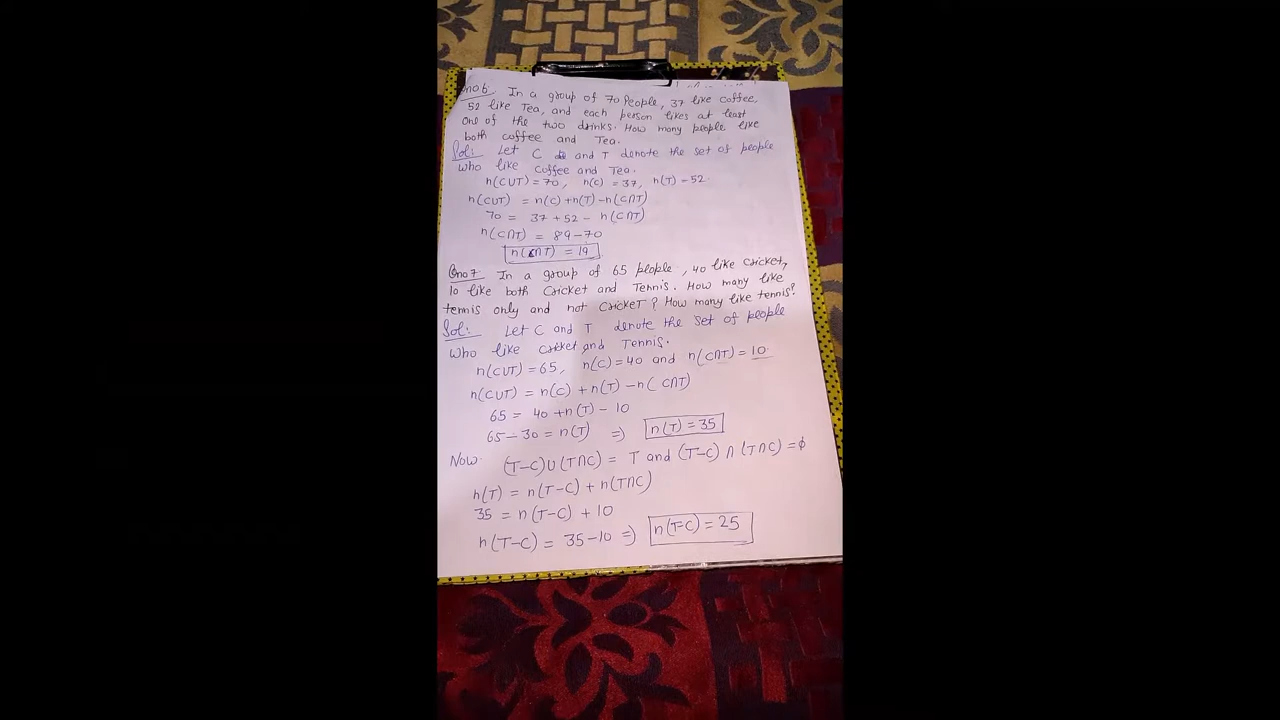 Qno6. In a group of 70 People, 37 like coffee,
52 like Tea, and each person likes at least
one of the two drinks. How many people like
both coffee and Tea.
Sol: Let C and T denote the set of people
who like Coffee and Tea.
n(C∪T) = 70, n(C) = 37, n(T) = 52.
n(C∪T) = n(C) + n(T) - n(C∩T)
70 = 37 + 52 - n(C∩T)
n(C∩T) = 89 - 70
n(C∩T) = 19
Qno7. In a group of 65 people, 40 like cricket,
10 like both Cricket and Tennis. How many like
tennis only and not Cricket? How many like tennis?
Sol: Let C and T denote the set of people
Who like cricket and Tennis.
n(C∪T) = 65, n(C) = 40 and n(C∩T) = 10.
n(C∪T) = n(C) + n(T) - n(C∩T)
65 = 40 + n(T) - 10
65 - 30 = n(T) ⇒ n(T) = 35
Now (T-C)∪(T∩C) = T and (T-C)∩(T∩C) = ϕ
n(T) = n(T-C) + n(T∩C)
35 = n(T-C) + 10
n(T-C) = 35 - 10 ⇒ n(T-C) = 25